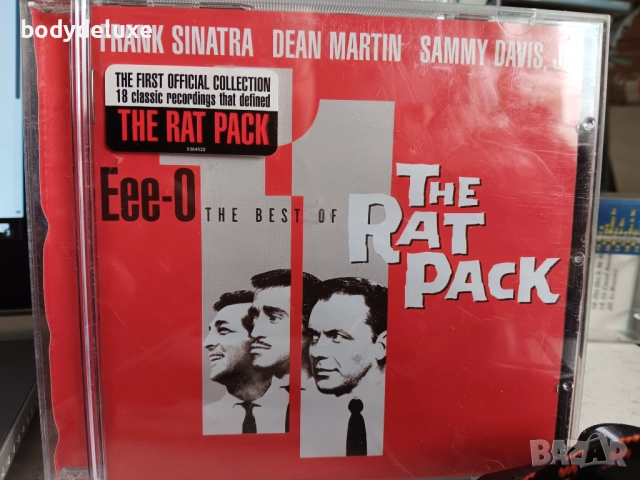 bodydeluxe
FRANK SINATRA DEAN MARTIN SAMMY DAVIS, J
THE FIRST OFFICIAL COLLECTION
18 classic recordings that defined
THE RAT PACK
Eee-O 11
THE BEST OF
THE
RAT
PACK
BAZAR